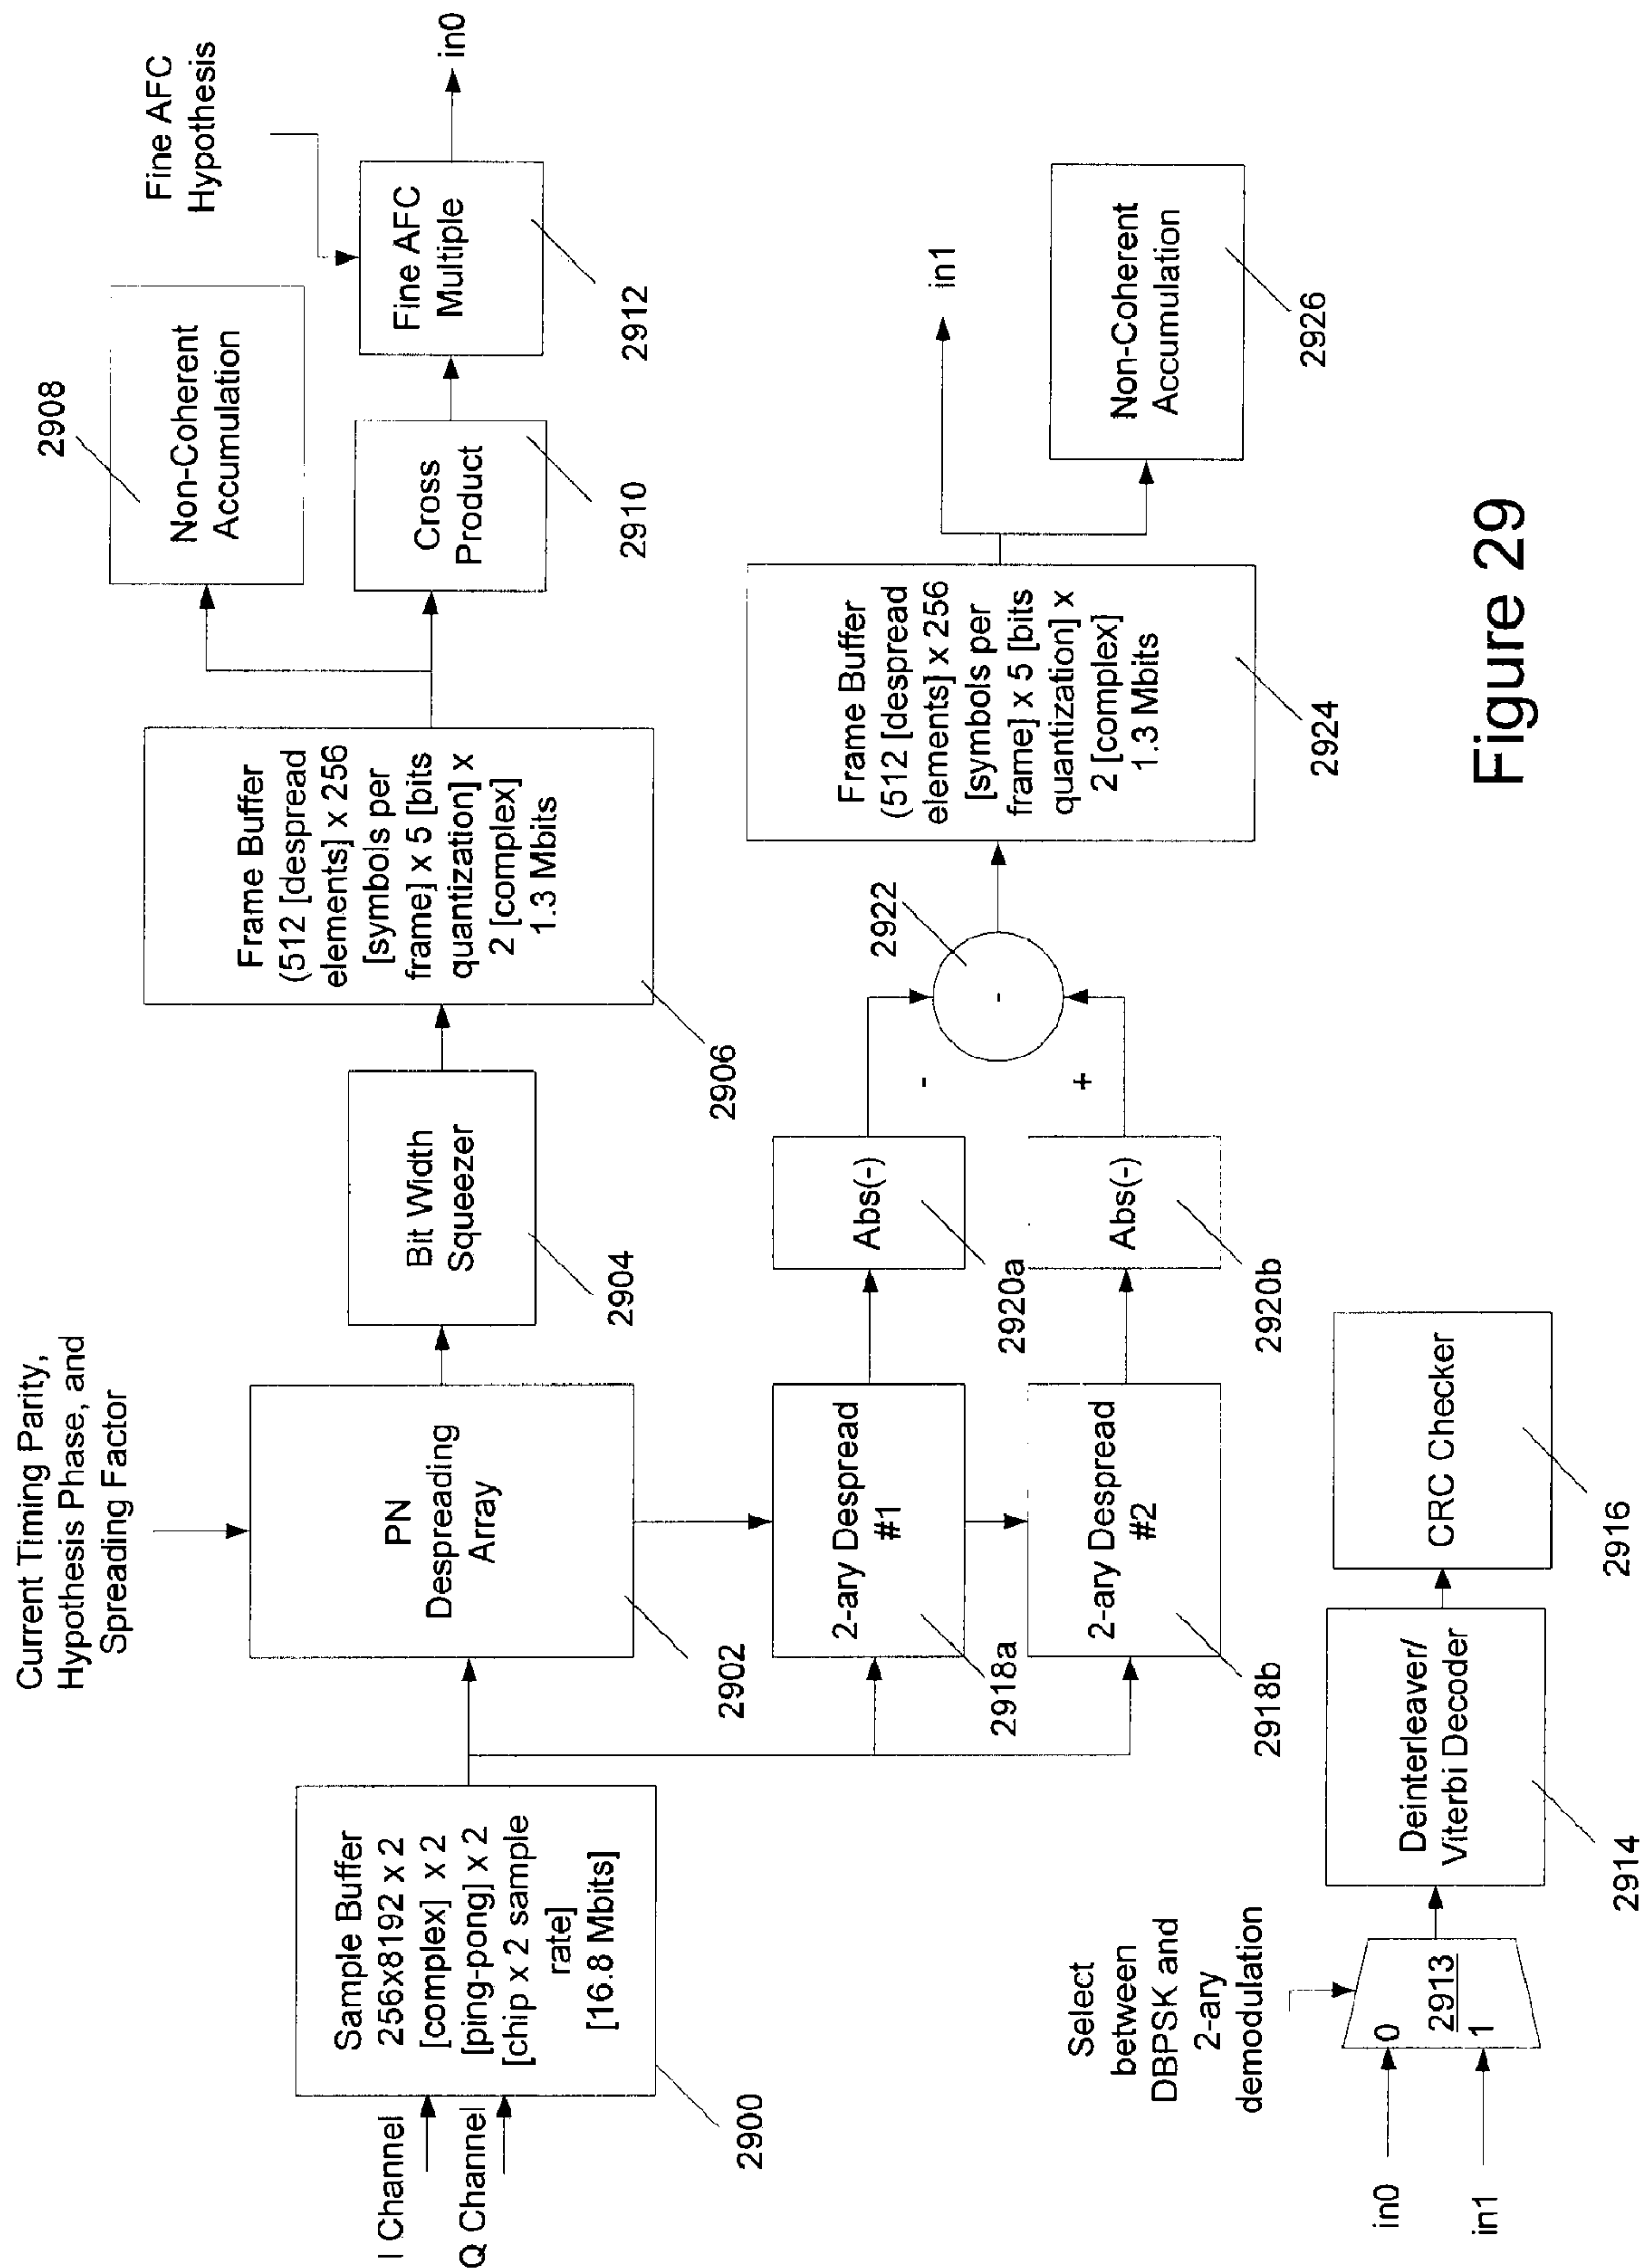 Current Timing Parity,
Hypothesis Phase, and
Spreading Factor
I Channel
Q Channel
Sample Buffer
256x8192 x 2
[complex] x 2
[ping-pong] x 2
[chip x 2 sample
rate]
[16.8 Mbits]
2900
PN
Despreading
Array
2902
Bit Width
Squeezer
2904
Frame Buffer
(512 [despread
elements] x 256
[symbols per
frame] x 5 [bits
quantization] x
2 [complex]
1.3 Mbits
2906
Non-Coherent
Accumulation
2908
Cross
Product
2910
Fine AFC
Hypothesis
Fine AFC
Multiple
2912
in0
2-ary Despread
#1
2918a
2-ary Despread
#2
2918b
Abs(-)
2920a
Abs(-)
2920b
-
+
-
2922
Frame Buffer
(512 [despread
elements] x 256
[symbols per
frame] x 5 [bits
quantization] x
2 [complex]
1.3 Mbits
2924
in1
Non-Coherent
Accumulation
2926
Select
between
DBPSK and
2-ary
demodulation
in0
in1
0
2913
1
Deinterleaver/
Viterbi Decoder
2914
CRC Checker
2916
Figure 29